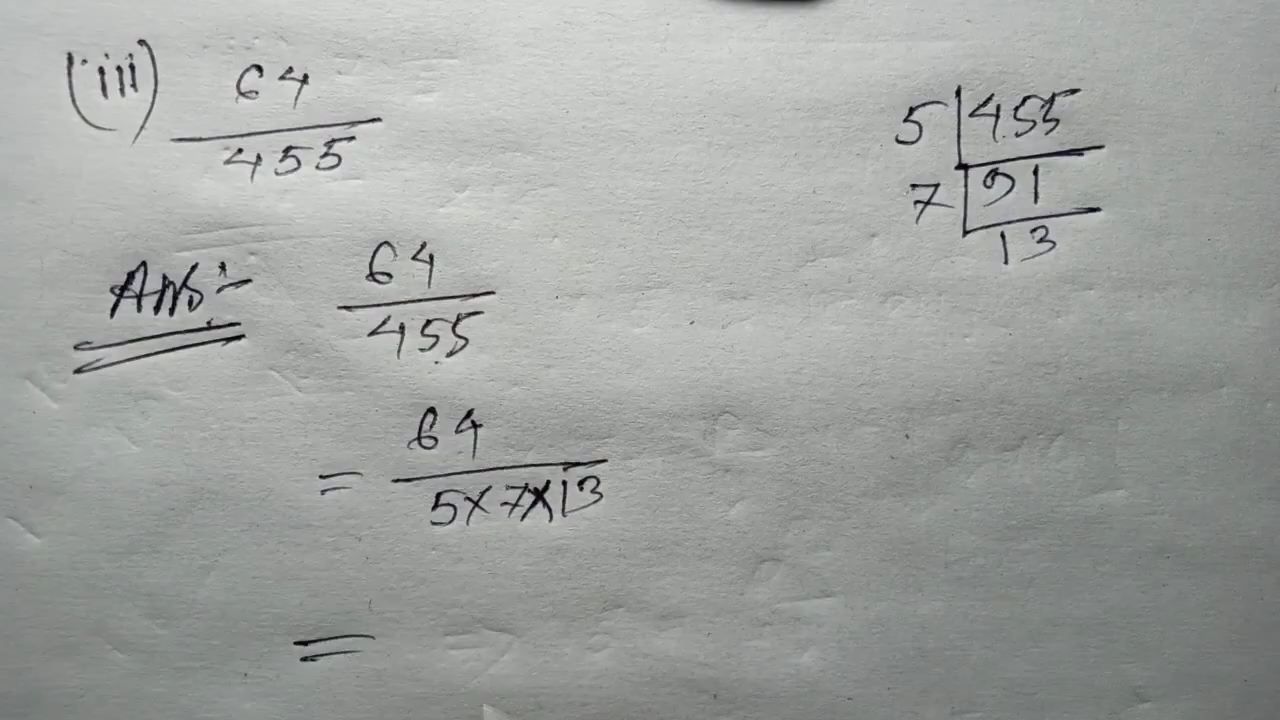 (iii) 64
455
5 | 455
7 | 91
13
Ans :- 64
455
= 64
5×7×13
=